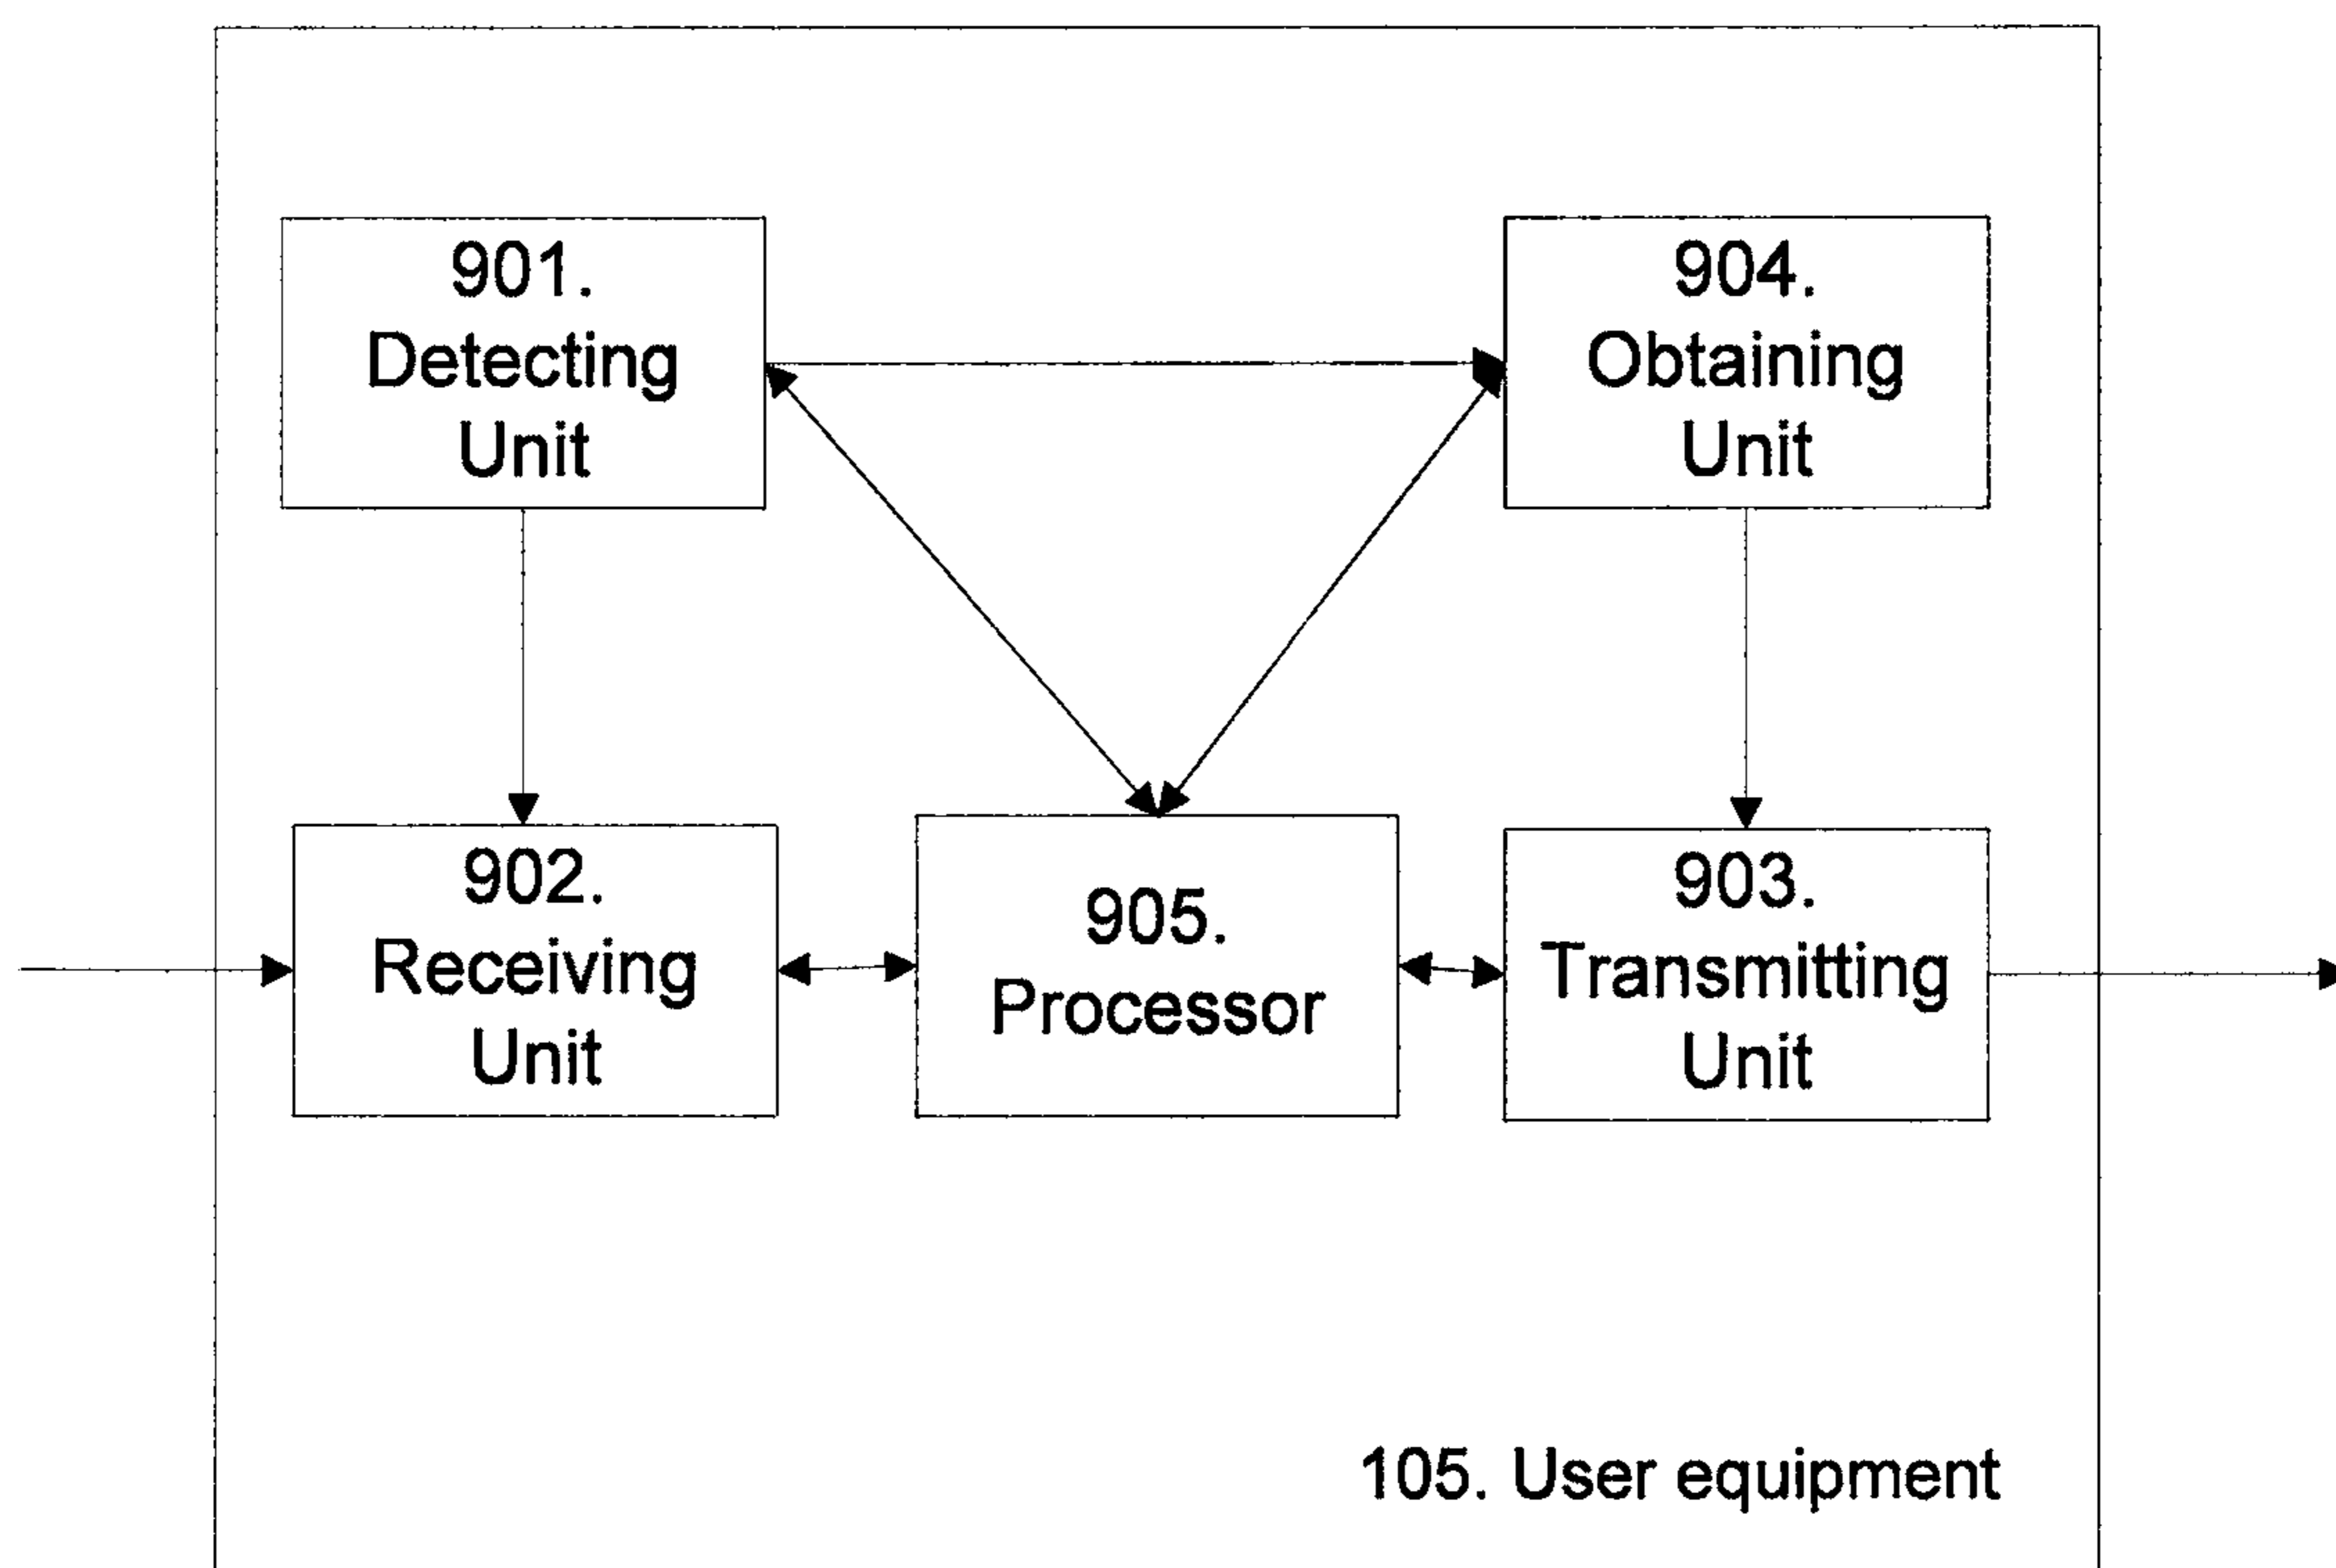 901.
Detecting
Unit
904.
Obtaining
Unit
902.
Receiving
Unit
905.
Processor
903.
Transmitting
Unit
105. User equipment